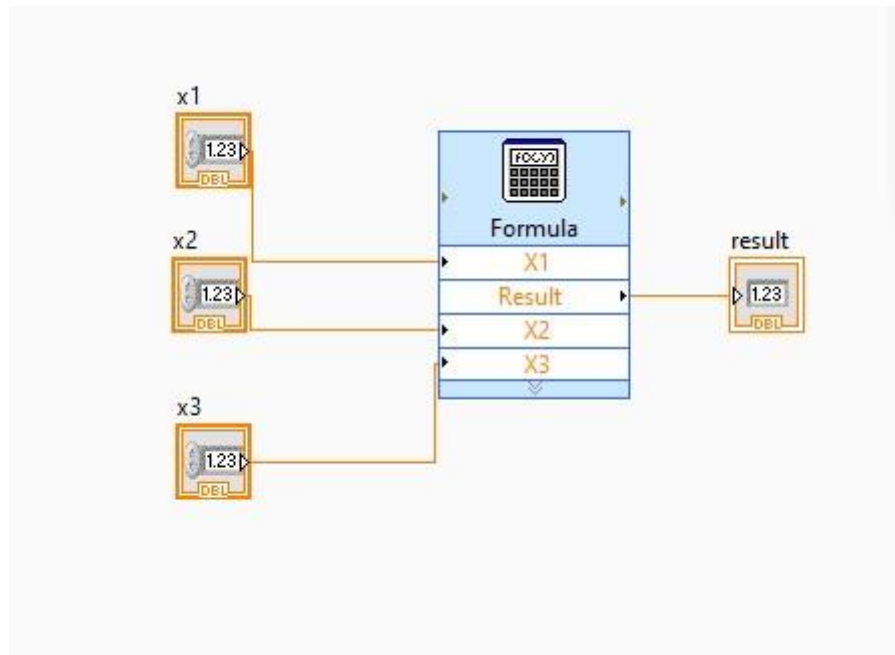 x1
1.23
DBL
x2
1.23
DBL
x3
1.23
DBL
Formula
X1
Result
X2
X3
result
1.23
DBL